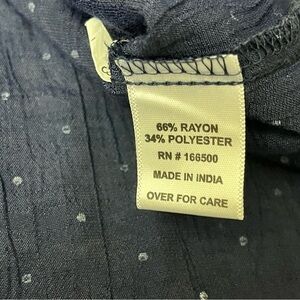 66% RAYON
34% POLYESTER
RN # 166500
MADE IN INDIA
OVER FOR CARE